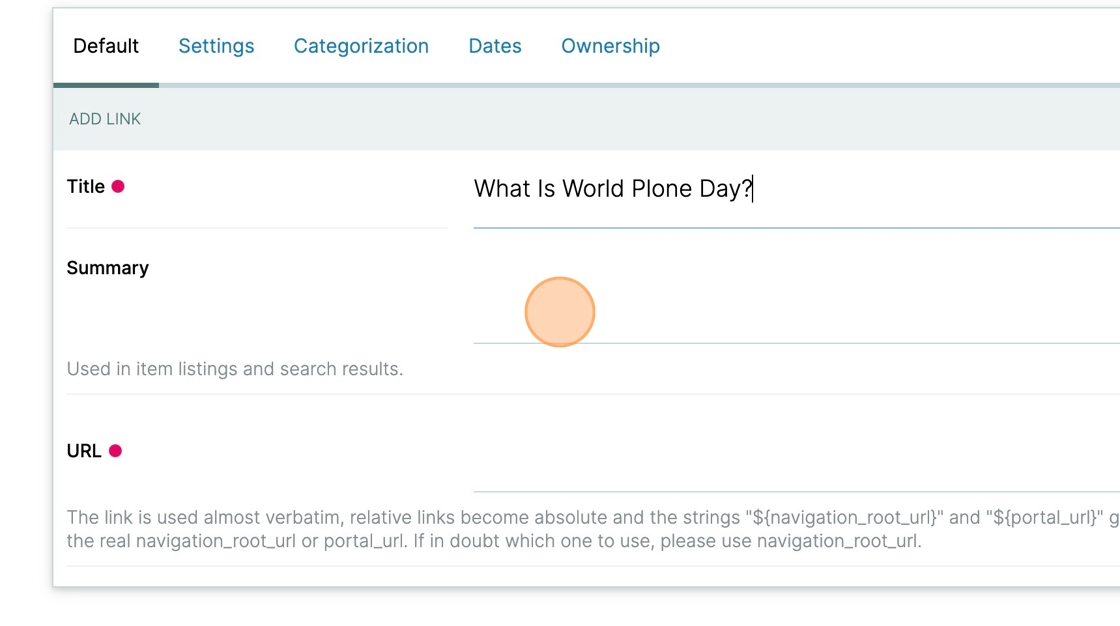 Default Settings Categorization Dates Ownership
ADD LINK
Title What Is World Plone Day?
Summary
Used in item listings and search results.
URL
The link is used almost verbatim, relative links become absolute and the strings "${navigation_root_url}" and "${portal_url}"
the real navigation_root_url or portal_url. If in doubt which one to use, please use navigation_root_url.